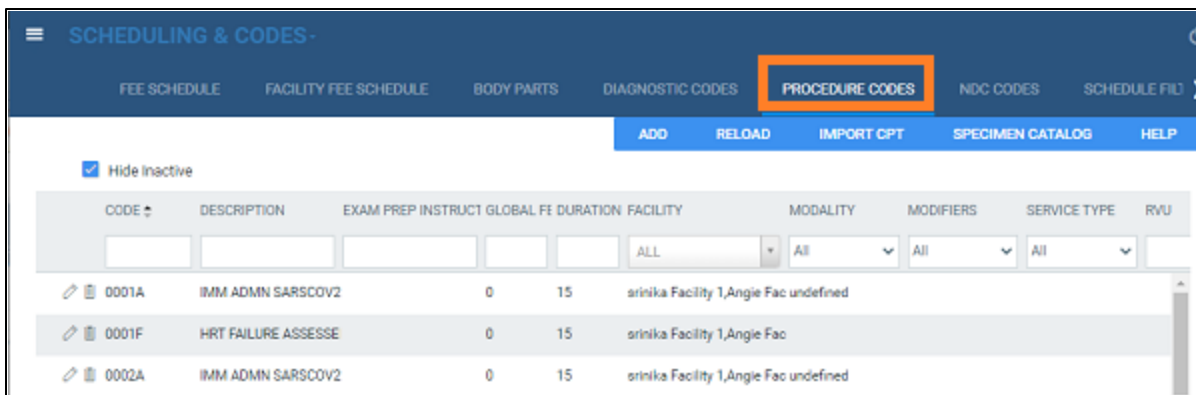 SCHEDULING & CODES-
FEE SCHEDULE FACILITY FEE SCHEDULE BODY PARTS DIAGNOSTIC CODES PROCEDURE CODES NDC CODES SCHEDULE FILT
ADD RELOAD IMPORT CPT SPECIMEN CATALOG HELP
Hide Inactive
CODE DESCRIPTION EXAM PREP INSTRUCT GLOBAL FE DURATION FACILITY MODALITY MODIFIERS SERVICE TYPE RVU
ALL All All All
0001A IMM ADMN SARSCOV2 0 15 srinika Facility 1,Angie Fac undefined
0001F HRT FAILURE ASSESSE 0 15 srinika Facility 1,Angie Fac
0002A IMM ADMN SARSCOV2 0 15 srinika Facility 1,Angie Fac undefined